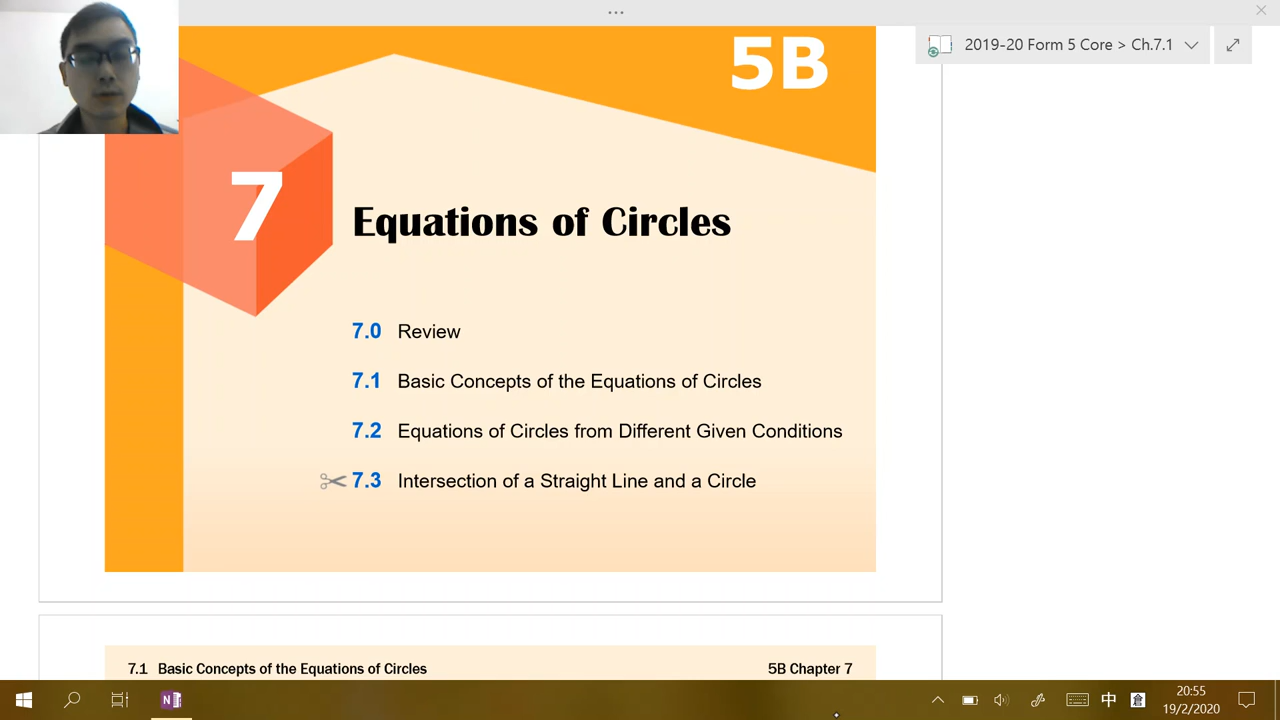 2019-20 Form 5 Core > Ch.7.1
5B
7
Equations of Circles
7.0 Review
7.1 Basic Concepts of the Equations of Circles
7.2 Equations of Circles from Different Given Conditions
7.3 Intersection of a Straight Line and a Circle
7.1 Basic Concepts of the Equations of Circles
5B Chapter 7
N
中
倉
20:55
19/2/2020